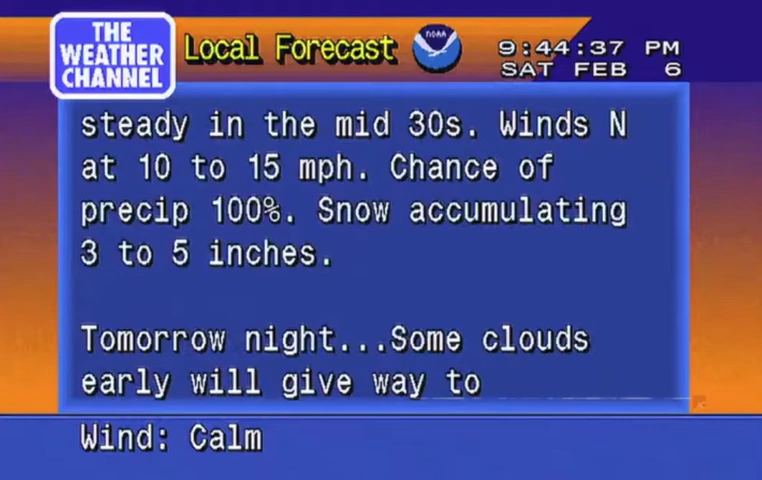 THE
WEATHER
CHANNEL
Local Forecast
NOAA
9:44:37 PM
SAT FEB 6
steady in the mid 30s. Winds N
at 10 to 15 mph. Chance of
precip 100%. Snow accumulating
3 to 5 inches.
Tomorrow night...Some clouds
early will give way to
Wind: Calm